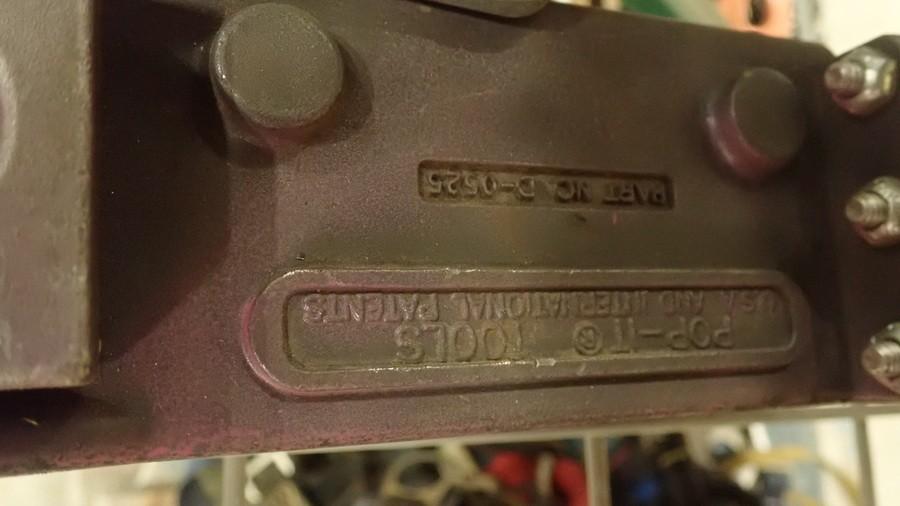 POP-IT® TOOLS
U.S.A. AND INTERNATIONAL PATENTS
PART NO. D-0525